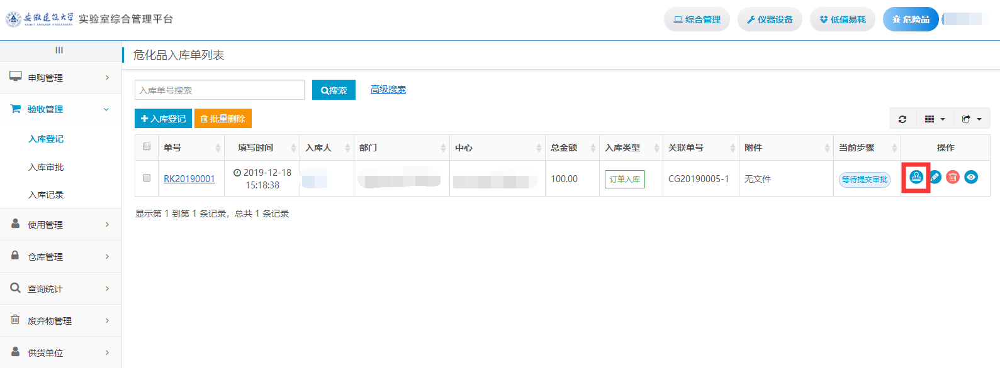 安徽建筑大学 实验室综合管理平台
ANHUI JIANZHU UNIVERSITY
综合管理 仪器设备 低值易耗 危险品
危化品入库单列表
申购管理
验收管理
入库登记
入库审批
入库记录
使用管理
仓库管理
查询统计
废弃物管理
供货单位
入库单号搜索 搜索 高级搜索
入库登记 批量删除
单号 填写时间 入库人 部门 中心 总金额 入库类型 关联单号 附件 当前步骤 操作
RK20190001 2019-12-18 15:18:38 100.00 订单入库 CG20190005-1 无文件 等待提交审批
显示第 1 到第 1 条记录，总共 1 条记录